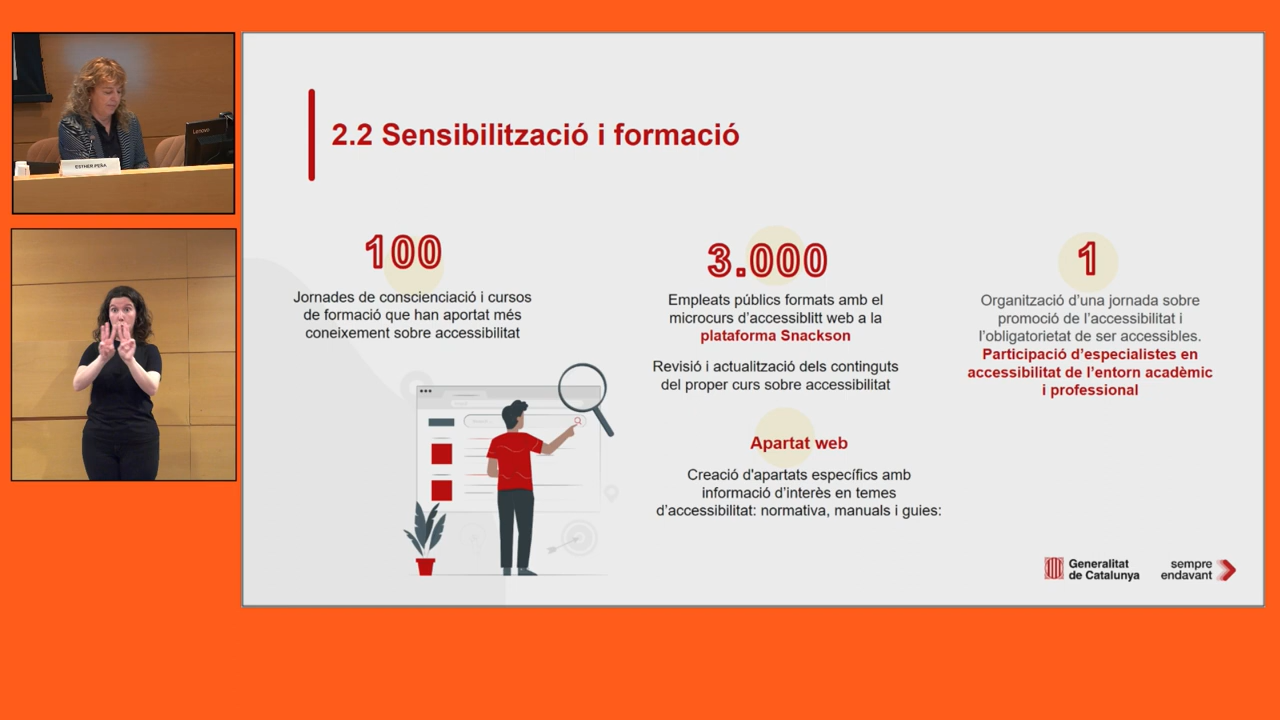 Lenovo
ESTHER PEÑA
2.2 Sensibilització i formació
100
Jornades de conscienciació i cursos
de formació que han aportat més
coneixement sobre accessibilitat
3.000
Empleats públics formats amb el
microcurs d'accessiblitt web a la
plataforma Snackson
Revisió i actualització dels continguts
del proper curs sobre accessibilitat
Apartat web
Creació d'apartats específics amb
informació d'interès en temes
d'accessibilitat: normativa, manuals i guies:
1
Organització d'una jornada sobre
promoció de l'accessibilitat i
l'obligatorietat de ser accessibles.
Participació d'especialistes en
accessibilitat de l'entorn acadèmic
i professional
Generalitat
de Catalunya
sempre
endavant